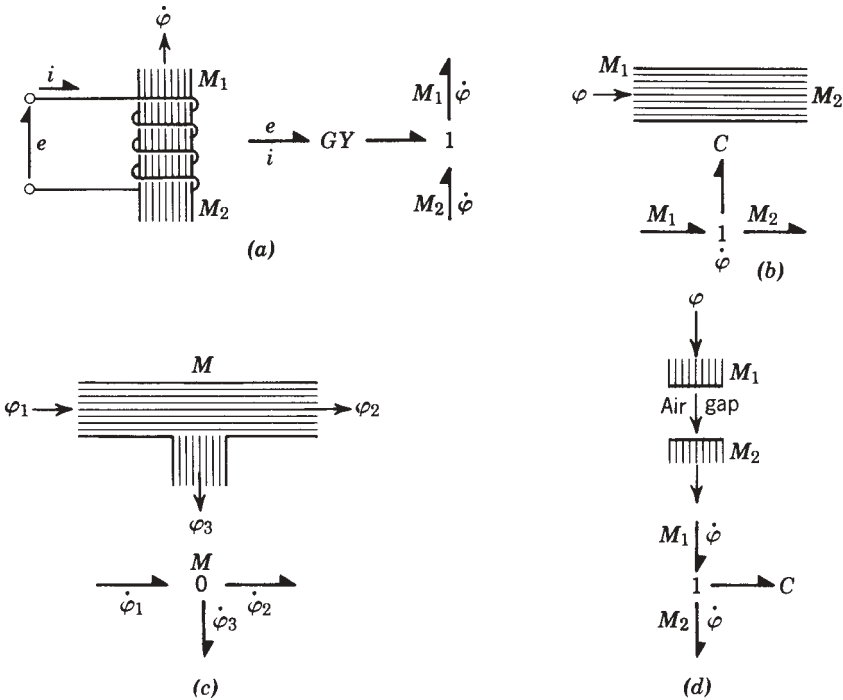 φ̇
i
M₁
e
M₂
e
i
GY
1
M₁ φ̇
M₂ φ̇
(a)
M₁
φ
M₂
C
M₁ M₂
1
φ̇
(b)
M
φ₁ φ₂
φ₃
M
0
φ̇₁ φ̇₂
φ̇₃
(c)
φ
M₁
Air gap
M₂
M₁ φ̇
1 C
M₂ φ̇
(d)